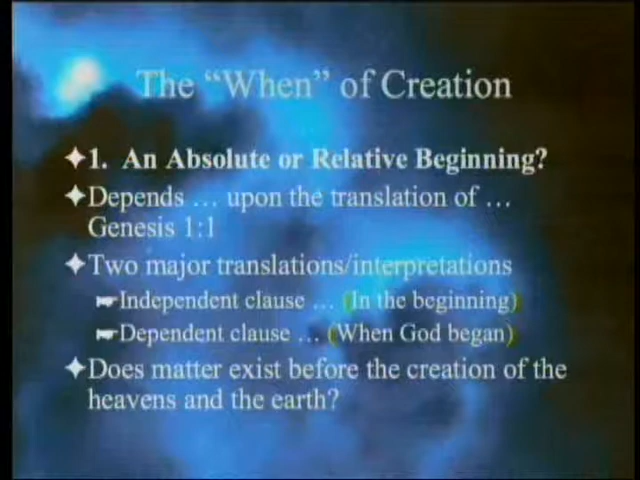 The “When” of Creation
1. An Absolute or Relative Beginning?
Depends … upon the translation of …
Genesis 1:1
Two major translations/interpretations
Independent clause … (In the beginning)
Dependent clause … (When God began)
Does matter exist before the creation of the
heavens and the earth?